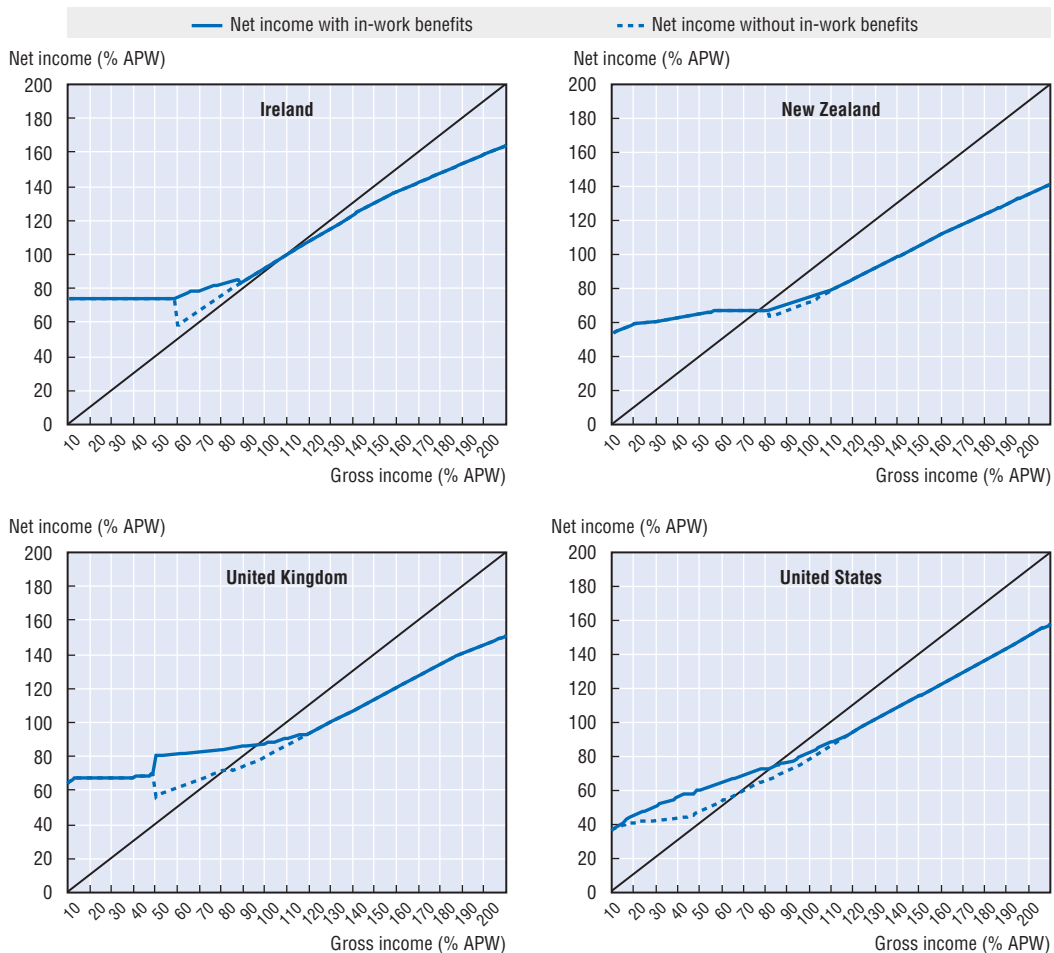 Net income with in-work benefits Net income without in-work benefits
Net income (% APW)
200
180
160
140
120
100
80
60
40
20
0
Ireland
10 20 30 40 50 60 70 80 90 100 110 120 130 140 150 160 170 180 190 200
Gross income (% APW)
Net income (% APW)
200
180
160
140
120
100
80
60
40
20
0
New Zealand
10 20 30 40 50 60 70 80 90 100 110 120 130 140 150 160 170 180 190 200
Gross income (% APW)
Net income (% APW)
200
180
160
140
120
100
80
60
40
20
0
United Kingdom
10 20 30 40 50 60 70 80 90 100 110 120 130 140 150 160 170 180 190 200
Gross income (% APW)
Net income (% APW)
200
180
160
140
120
100
80
60
40
20
0
United States
10 20 30 40 50 60 70 80 90 100 110 120 130 140 150 160 170 180 190 200
Gross income (% APW)